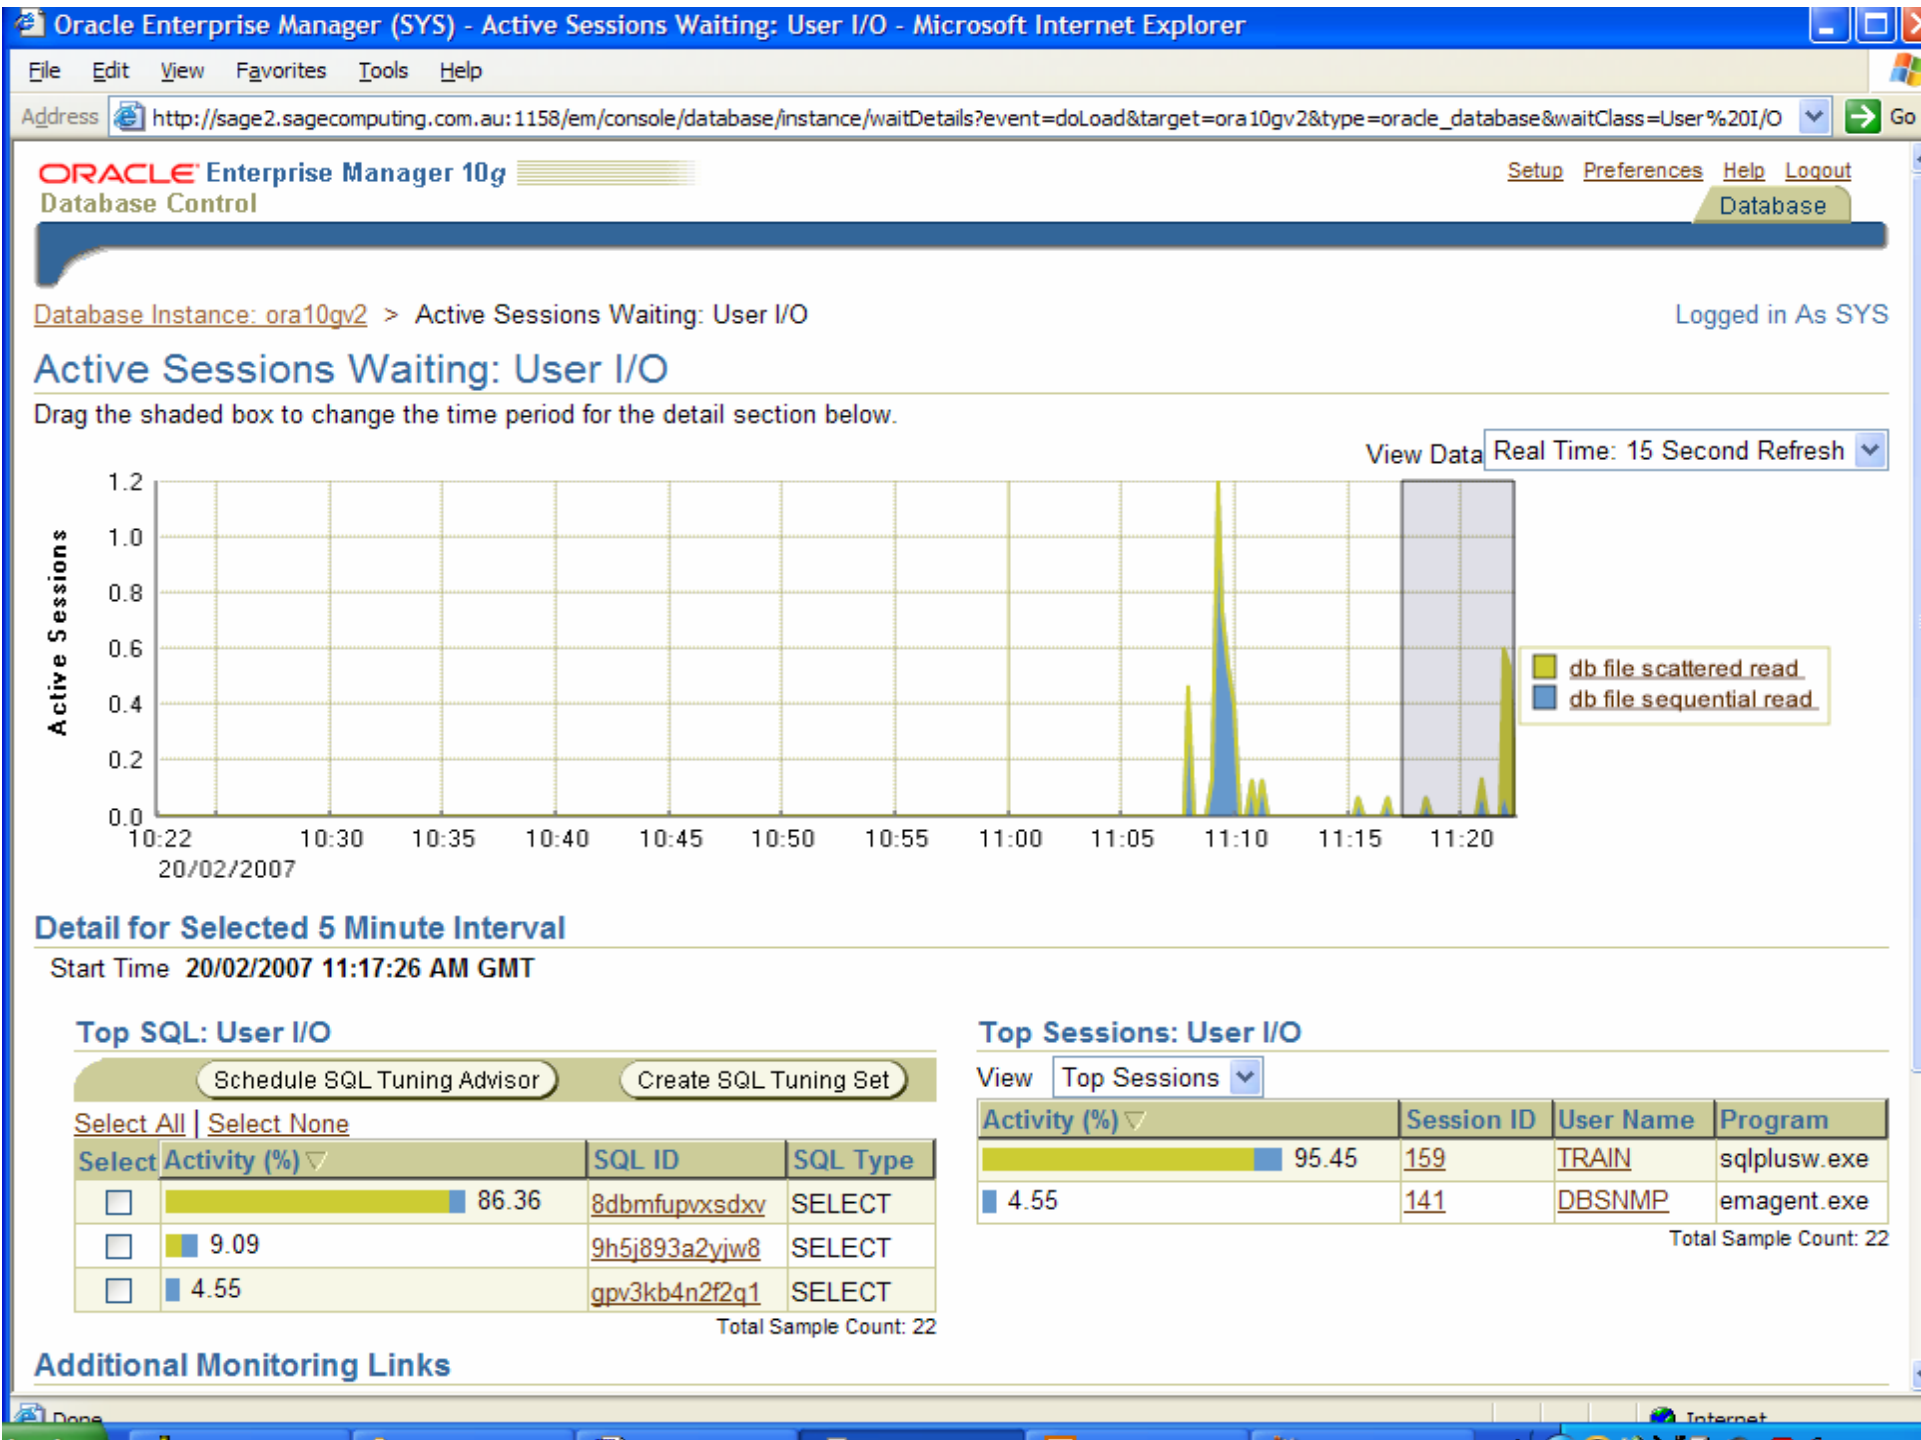 Oracle Enterprise Manager (SYS) - Active Sessions Waiting: User I/O - Microsoft Internet Explorer
File Edit View Favorites Tools Help
Address http://sage2.sagecomputing.com.au:1158/em/console/database/instance/waitDetails?event=doLoad&target=ora10gv2&type=oracle_database&waitClass=User%20I/O Go
ORACLE Enterprise Manager 10g
Setup Preferences Help Logout
Database Control
Database
Database Instance: ora10gv2 > Active Sessions Waiting: User I/O
Logged in As SYS
Active Sessions Waiting: User I/O
Drag the shaded box to change the time period for the detail section below.
View Data Real Time: 15 Second Refresh
Active Sessions
1.2
1.0
0.8
0.6
0.4
0.2
0.0
10:22 10:30 10:35 10:40 10:45 10:50 10:55 11:00 11:05 11:10 11:15 11:20
20/02/2007
db file scattered read
db file sequential read
Detail for Selected 5 Minute Interval
Start Time 20/02/2007 11:17:26 AM GMT
Top SQL: User I/O
Schedule SQL Tuning Advisor Create SQL Tuning Set
Select All | Select None
Select Activity (%) SQL ID SQL Type
86.36 8dbmfupvxsdxv SELECT
9.09 9h5j893a2yjw8 SELECT
4.55 gpv3kb4n2f2q1 SELECT
Total Sample Count: 22
Top Sessions: User I/O
View Top Sessions
Activity (%) Session ID User Name Program
95.45 159 TRAIN sqlplusw.exe
4.55 141 DBSNMP emagent.exe
Total Sample Count: 22
Additional Monitoring Links
Done
Internet